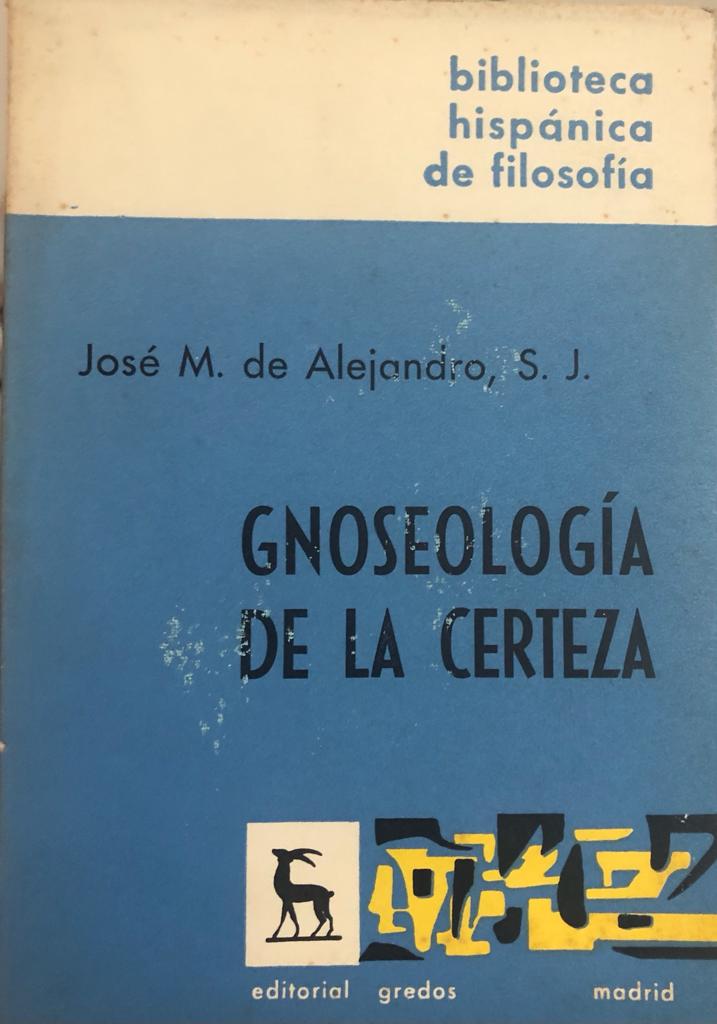 biblioteca
hispánica
de filosofía
José M. de Alejandro, S. J.
GNOSEOLOGÍA
DE LA CERTEZA
editorial gredos madrid